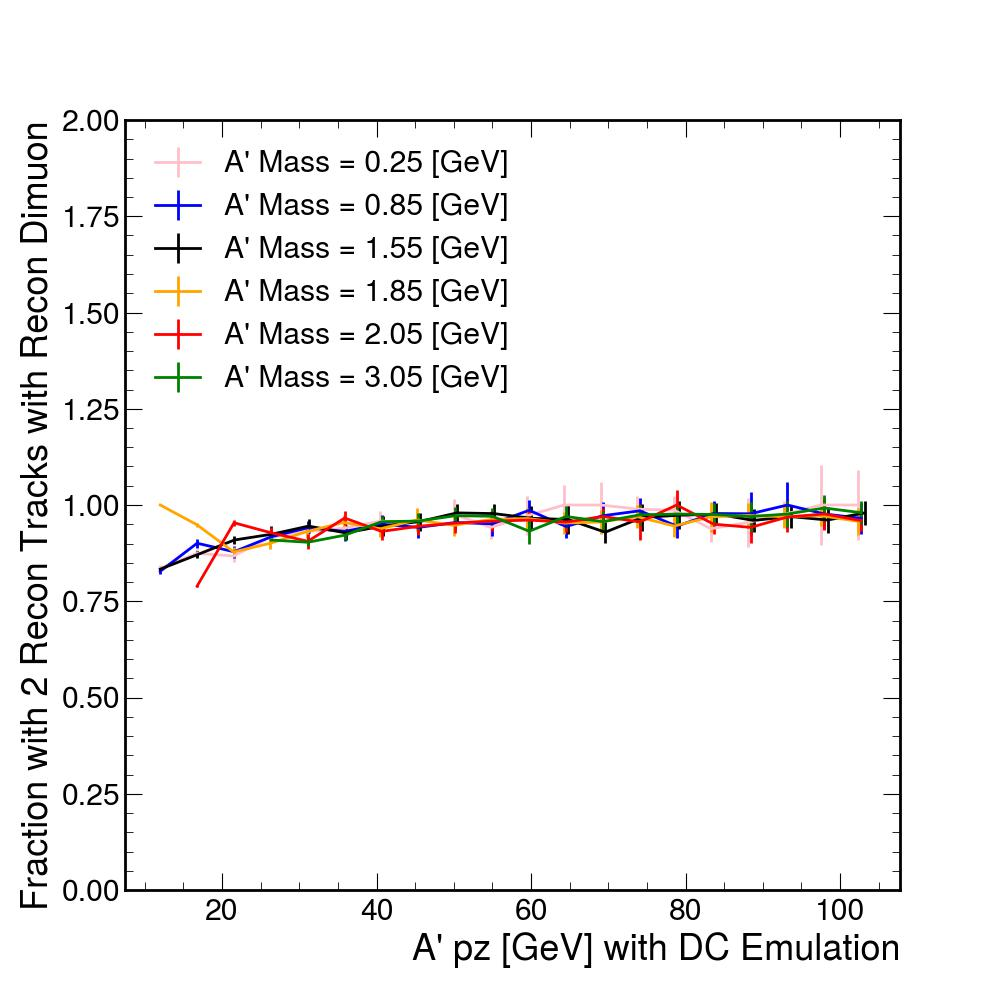 2.00
1.75
1.50
1.25
1.00
0.75
0.50
0.25
0.00
Fraction with 2 Recon Tracks with Recon Dimuon
A' Mass = 0.25 [GeV]
A' Mass = 0.85 [GeV]
A' Mass = 1.55 [GeV]
A' Mass = 1.85 [GeV]
A' Mass = 2.05 [GeV]
A' Mass = 3.05 [GeV]
20 40 60 80 100
A' pz [GeV] with DC Emulation